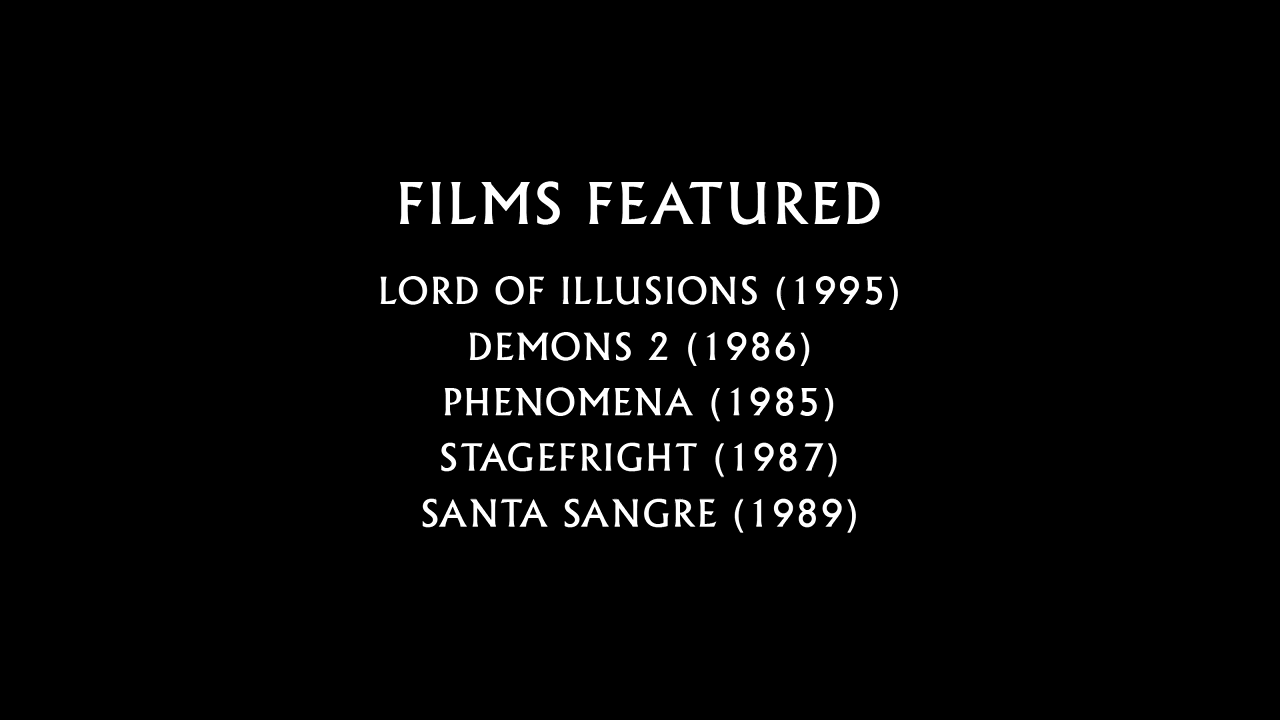 FILMS FEATURED
LORD OF ILLUSIONS (1995)
DEMONS 2 (1986)
PHENOMENA (1985)
STAGEFRIGHT (1987)
SANTA SANGRE (1989)